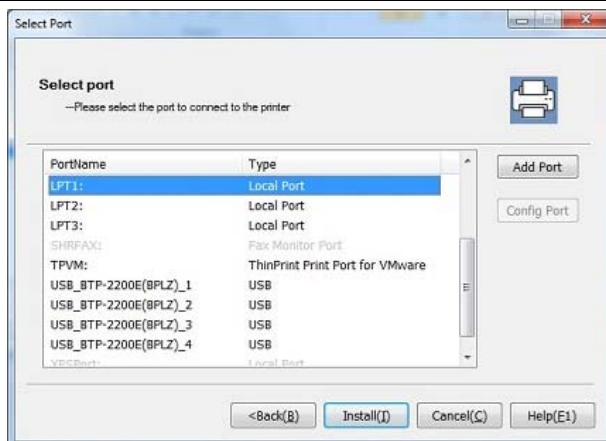 Select Port
Select port
---Please select the port to connect to the printer
PortName Type
LPT1: Local Port
LPT2: Local Port
LPT3: Local Port
SHRFAX: Fax Monitor Port
TPVM: ThinPrint Print Port for VMware
USB_BTP-2200E(BPLZ)_1 USB
USB_BTP-2200E(BPLZ)_2 USB
USB_BTP-2200E(BPLZ)_3 USB
USB_BTP-2200E(BPLZ)_4 USB
XPSPort: Local Port
Add Port
Config Port
<Back(B) Install(I) Cancel(C) Help(F1)